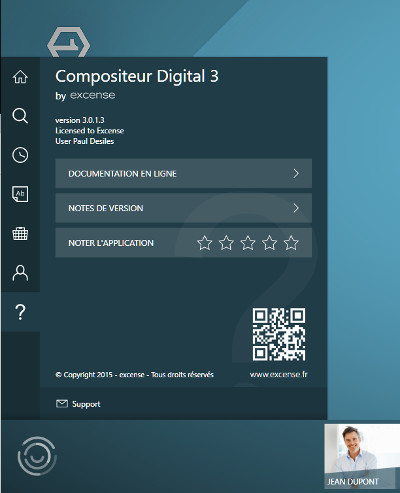 Compositeur Digital 3
by excense
version 3.0.1.3
Licensed to Excense
User Paul Desiles
DOCUMENTATION EN LIGNE
NOTES DE VERSION
NOTER L'APPLICATION
Ab
?
© Copyright 2015 - excense - Tous droits réservés
www.excense.fr
Support
JEAN DUPONT